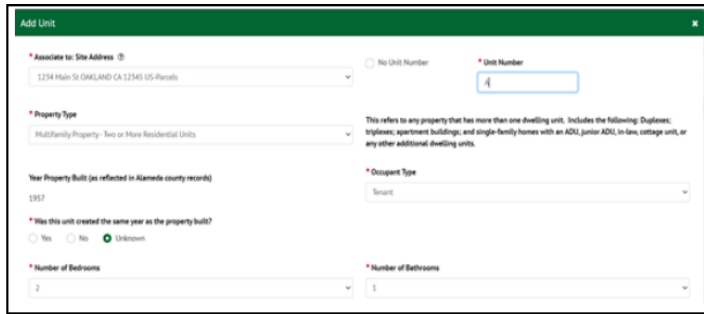 Add Unit
×
* Associate to: Site Address ?
1234 Main St OAKLAND CA 12345 US-Parcels
No Unit Number
* Unit Number
A
* Property Type
Multifamily Property - Two or More Residential Units
This refers to any property that has more than one dwelling unit. Includes the following: Duplexes;
triplexes; apartment buildings; and single-family homes with an ADU, junior ADU, in-law, cottage unit, or
any other additional dwelling units.
Year Property Built (as reflected in Alameda county records)
1957
* Occupant Type
Tenant
* Was this unit created the same year as the property built?
Yes No Unknown
* Number of Bedrooms
2
* Number of Bathrooms
1